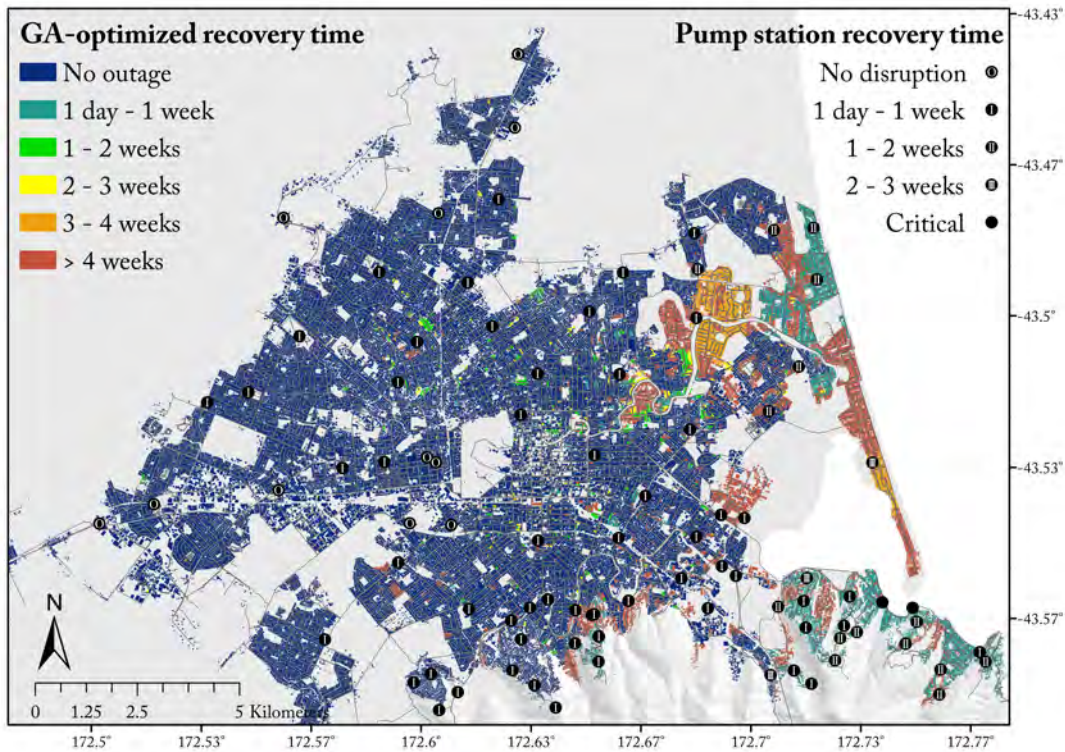 GA-optimized recovery time
No outage
1 day - 1 week
1 - 2 weeks
2 - 3 weeks
3 - 4 weeks
> 4 weeks
Pump station recovery time
No disruption
1 day - 1 week
1 - 2 weeks
2 - 3 weeks
Critical
-43.43°
-43.47°
-43.5°
-43.53°
-43.57°
N
0 1.25 2.5 5 Kilometers
172.5° 172.53° 172.57° 172.6° 172.63° 172.67° 172.7° 172.73° 172.77°